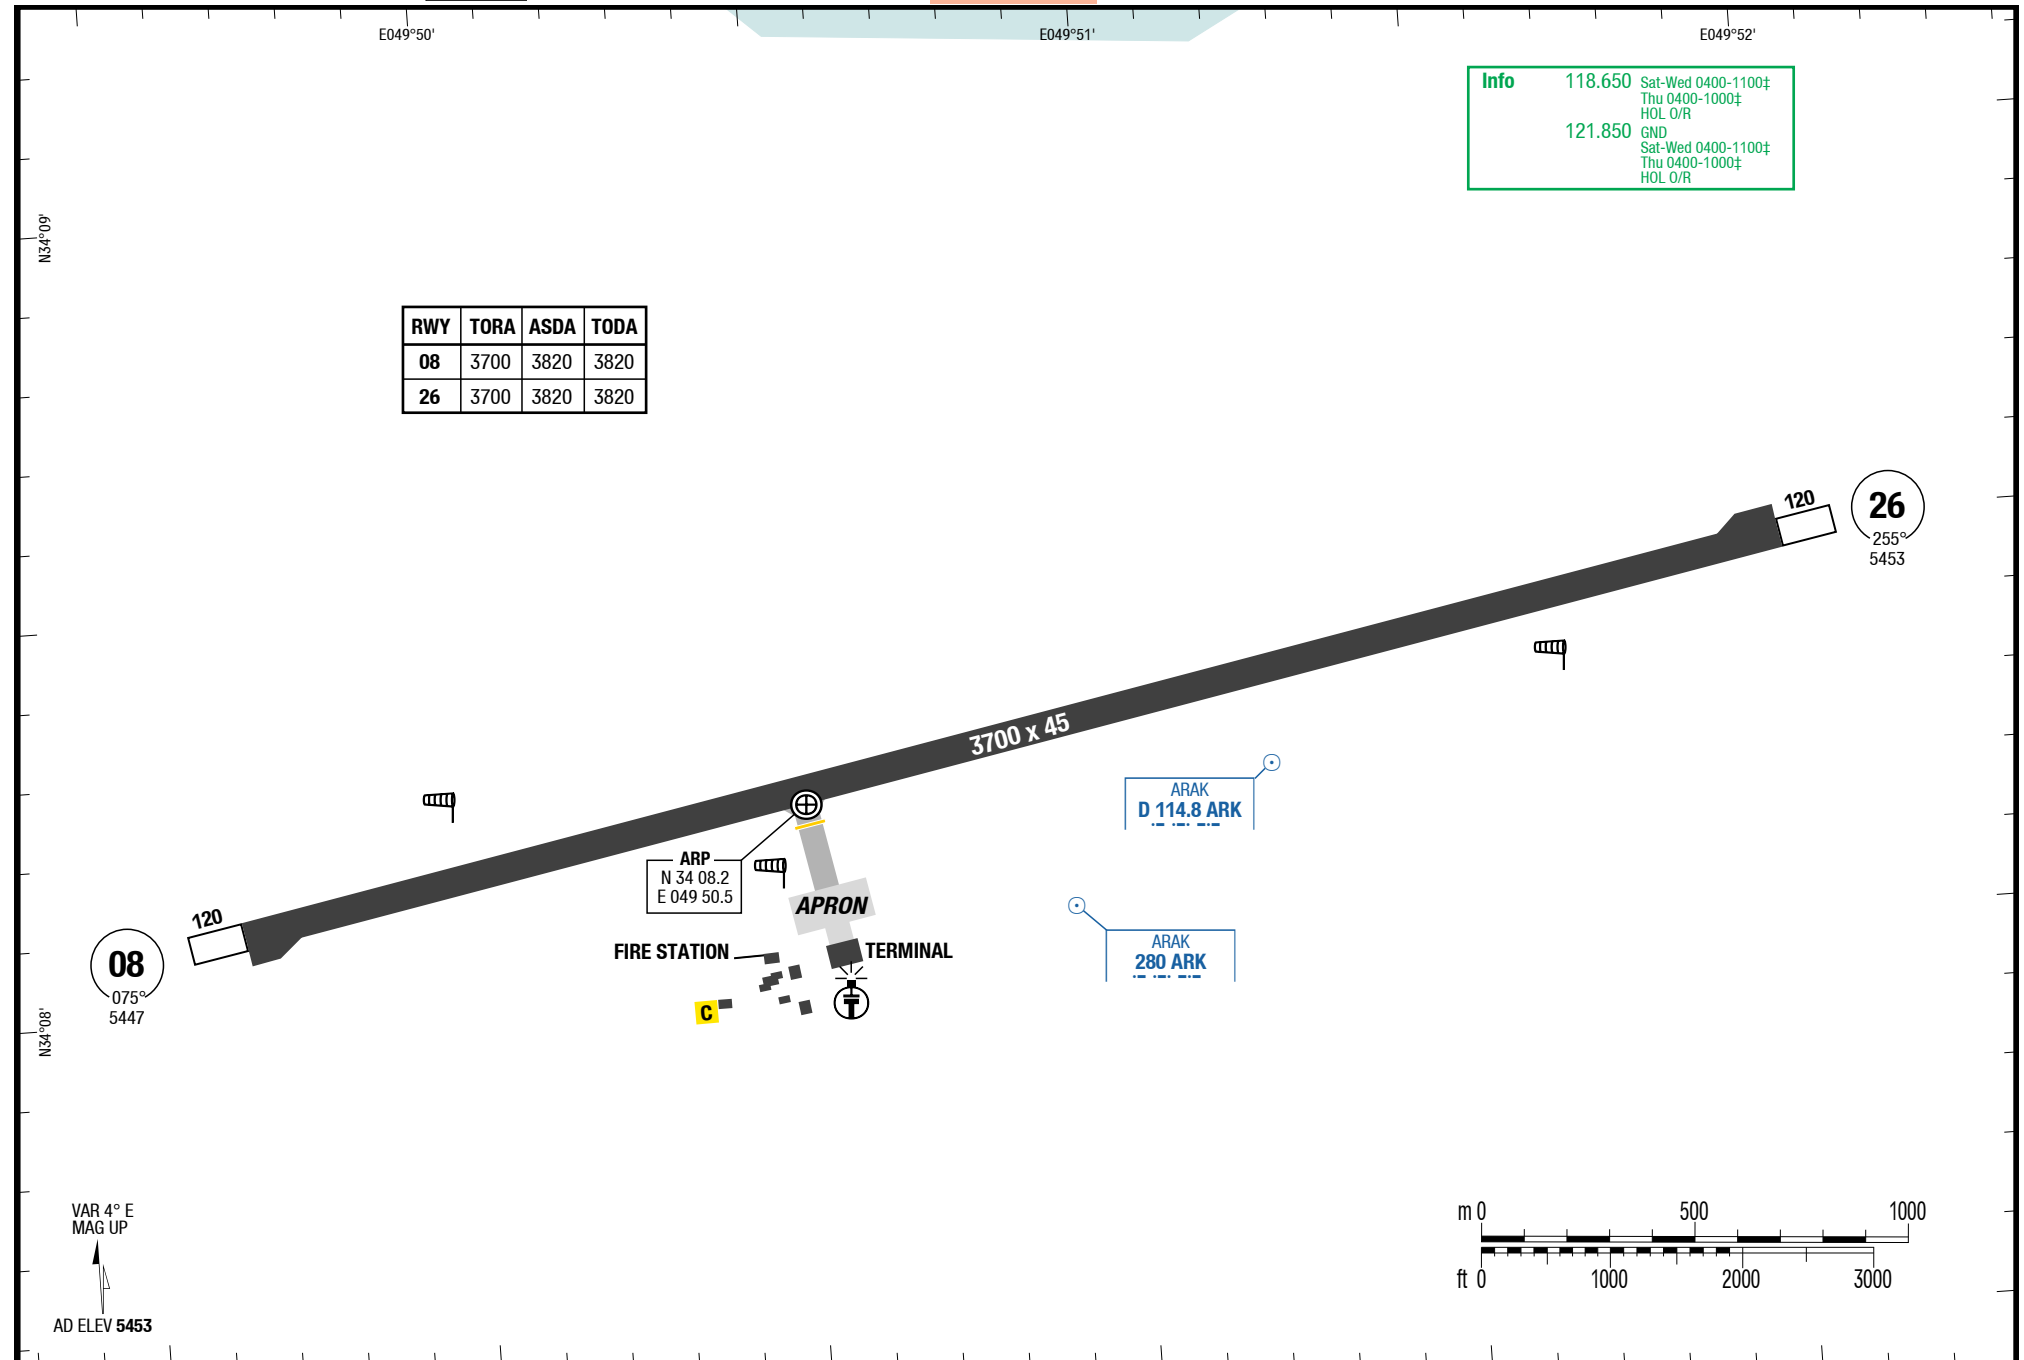 E049°50'
E049°51'
E049°52'
Info 118.650 Sat-Wed 0400-1100‡
Thu 0400-1000‡
HOL O/R
121.850 GND
Sat-Wed 0400-1100‡
Thu 0400-1000‡
HOL O/R
N34°09'
RWY TORA ASDA TODA
08 3700 3820 3820
26 3700 3820 3820
120
26
255°
5453
3700 x 45
ARAK
D 114.8 ARK
ARP
N 34 08.2
E 049 50.5
APRON
120
08
075°
5447
FIRE STATION
TERMINAL
ARAK
280 ARK
C
N34°08'
VAR 4° E
MAG UP
AD ELEV 5453
m 0 500 1000
ft 0 1000 2000 3000